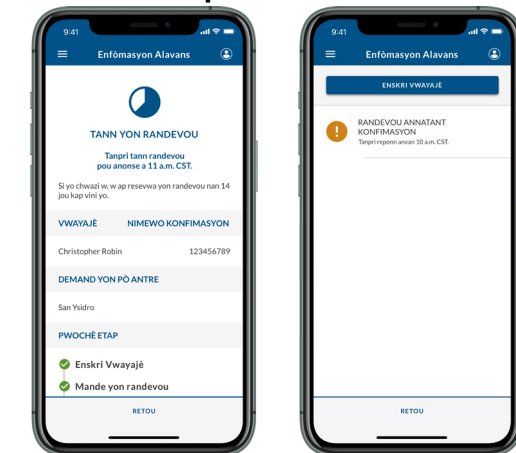 9:41
Enfòmasyon Alavans
TANN YON RANDEVOU
Tanpri tann randevou
pou anonse a 11 a.m. CST.
Si yo chwazi w, w ap resevwa yon randevou nan 14
jou kap vini yo.
VWAYAJÈ NIMEWO KONFIMASYON
Christopher Robin 123456789
DEMAND YON PÒ ANTRE
San Ysidro
PWOCHÈ ETAP
Enskri Vwayajè
Mande yon randevou
RETOU
9:41
Enfòmasyon Alavans
ENSKRI VWAYAJÈ
RANDEVOU ANNATANT
KONFIMASYON
Tanpri reponn anvan 10 a.m. CST.
RETOU